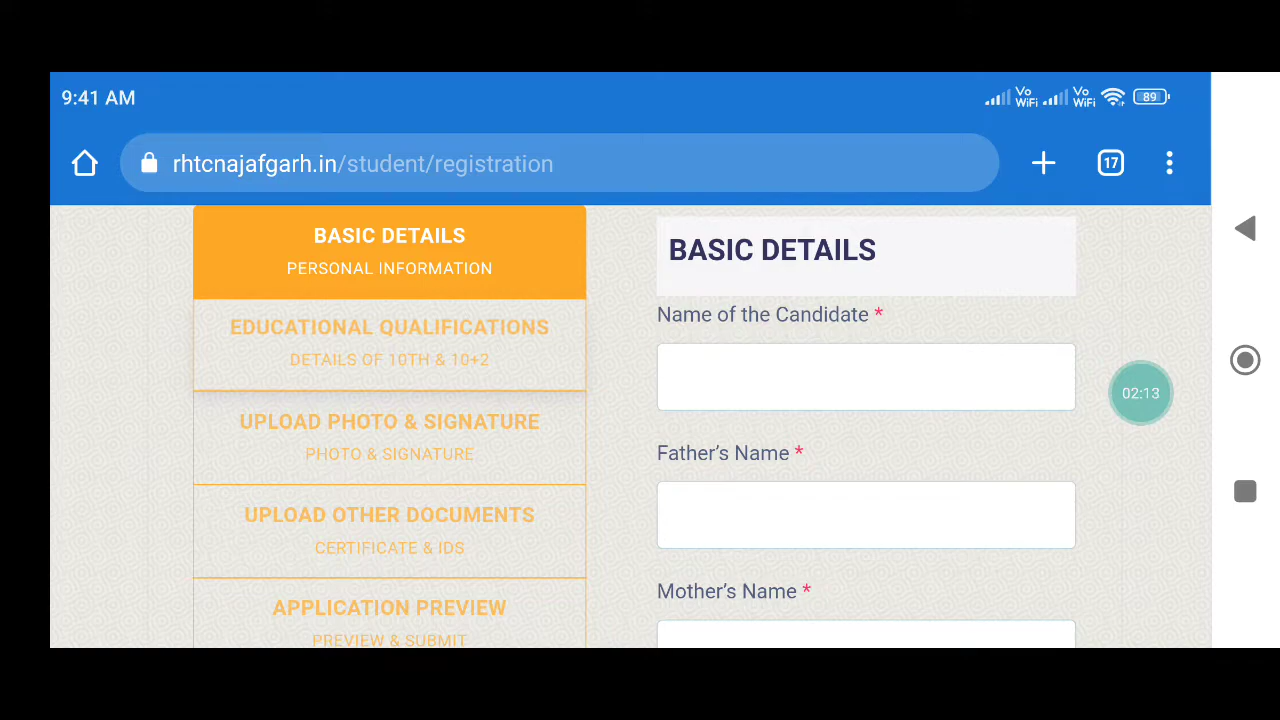 9:41 AM
Vo WiFi Vo WiFi 89
rhtcnajafgarh.in/student/registration
17
BASIC DETAILS
PERSONAL INFORMATION
EDUCATIONAL QUALIFICATIONS
DETAILS OF 10TH & 10+2
UPLOAD PHOTO & SIGNATURE
PHOTO & SIGNATURE
UPLOAD OTHER DOCUMENTS
CERTIFICATE & IDS
APPLICATION PREVIEW
PREVIEW & SUBMIT
BASIC DETAILS
Name of the Candidate *
Father’s Name *
Mother’s Name *
02:13